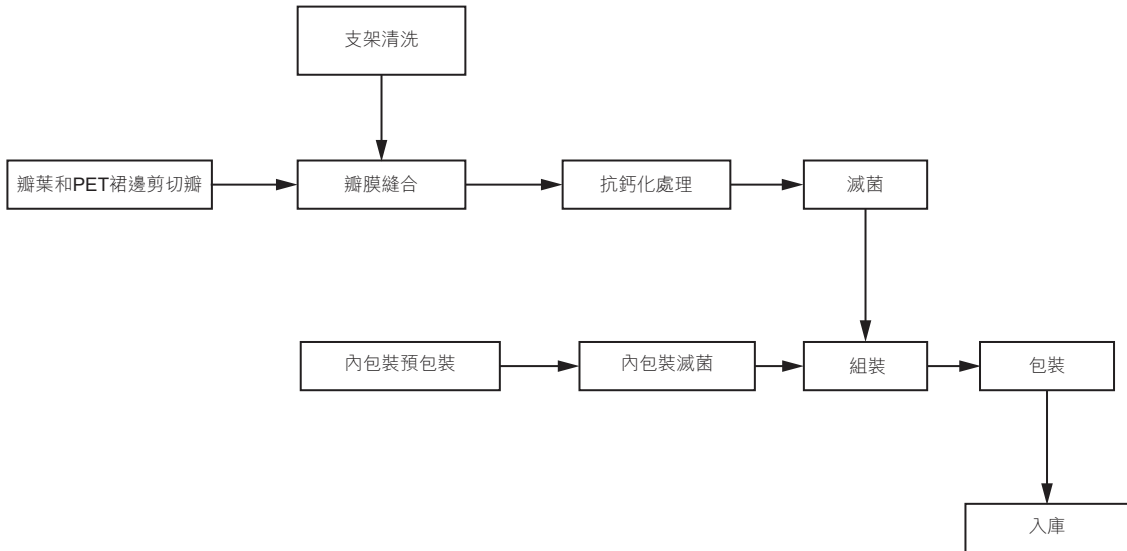 支架清洗
瓣葉和PET裙邊剪切瓣
瓣膜縫合
抗鈣化處理
滅菌
內包裝預包裝
內包裝滅菌
組裝
包裝
入庫